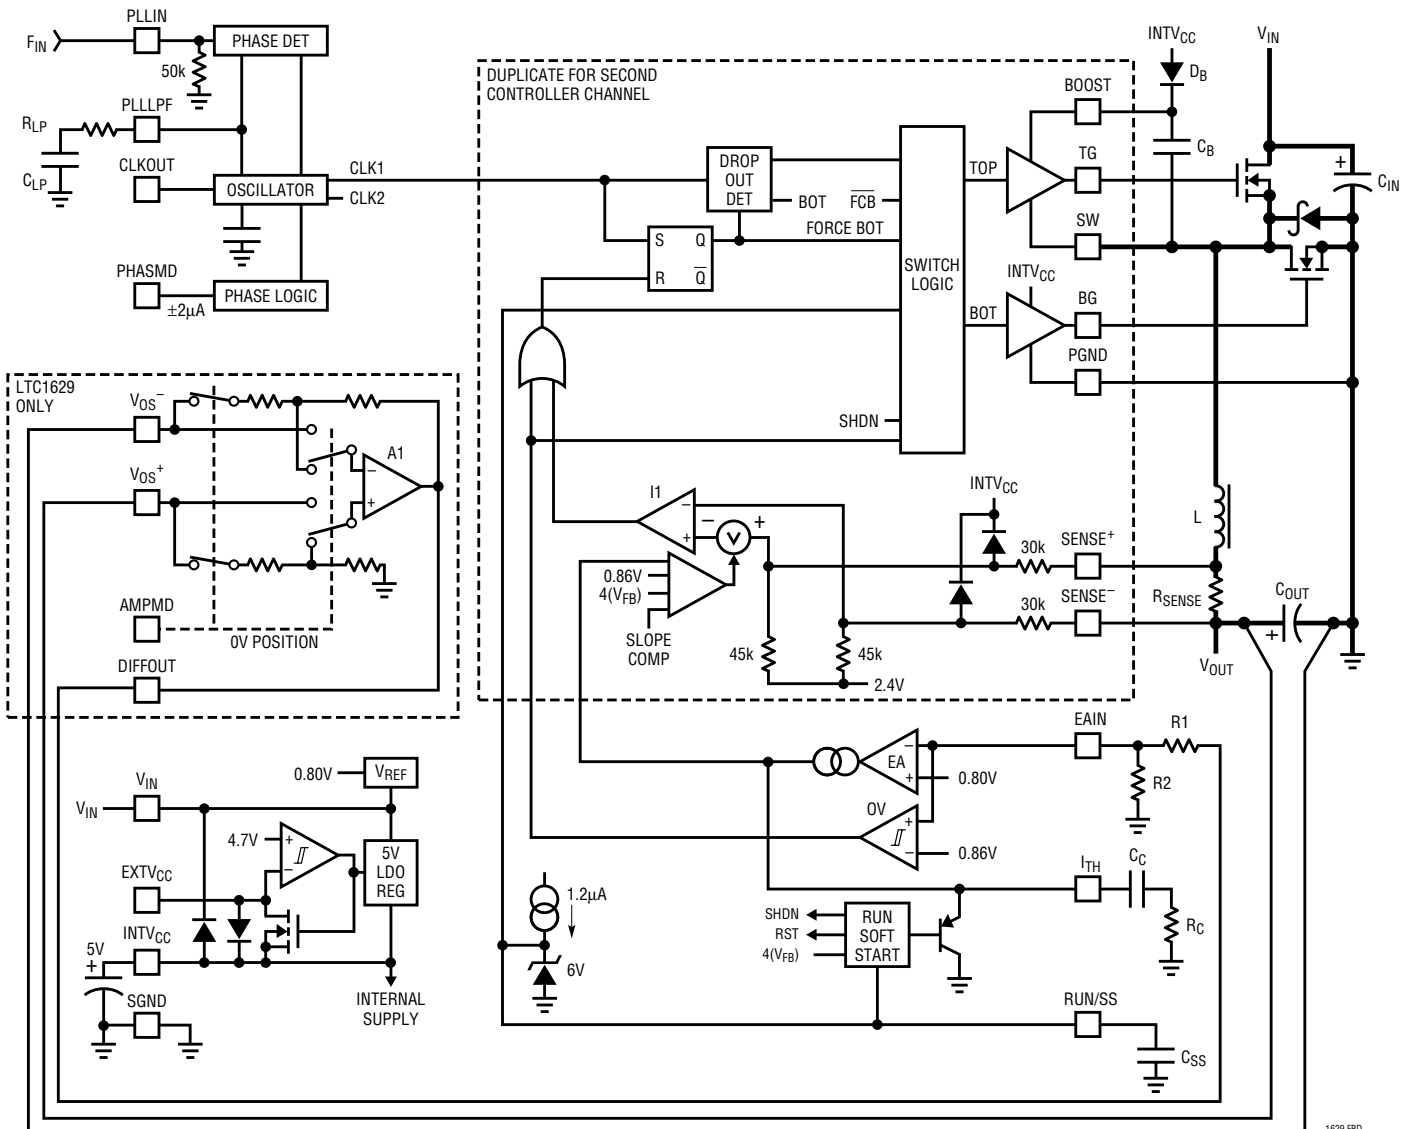 PLLIN
F_IN
PHASE DET
50k
PLLLPF
R_LP
C_LP
CLKOUT
OSCILLATOR
CLK1
CLK2
PHASMD
±2µA
PHASE LOGIC
DUPLICATE FOR SECOND
CONTROLLER CHANNEL
DROP
OUT
DET
BOT
FCB
FORCE BOT
S
Q
R
Q
SWITCH
LOGIC
TOP
BOT
INTV_CC
SHDN
BOOST
TG
SW
BG
PGND
INTV_CC
D_B
C_B
V_IN
+
C_IN
LTC1629
ONLY
V_OS⁻
V_OS⁺
A1
−
+
AMPMD
0V POSITION
DIFFOUT
I1
−
+
−
+
V
0.86V
4(V_FB)
SLOPE
COMP
45k
45k
2.4V
INTV_CC
30k
SENSE⁺
30k
SENSE⁻
L
R_SENSE
C_OUT
+
V_OUT
V_IN
V_IN
0.80V
V_REF
4.7V
+
−
5V
LDO
REG
EXTV_CC
INTV_CC
5V
+
SGND
INTERNAL
SUPPLY
EAIN
R1
R2
EA
−
+
0.80V
OV
+
−
0.86V
1.2µA
6V
I_TH
C_C
R_C
SHDN
RST
4(V_FB)
RUN
SOFT
START
RUN/SS
C_SS
1629 FBD